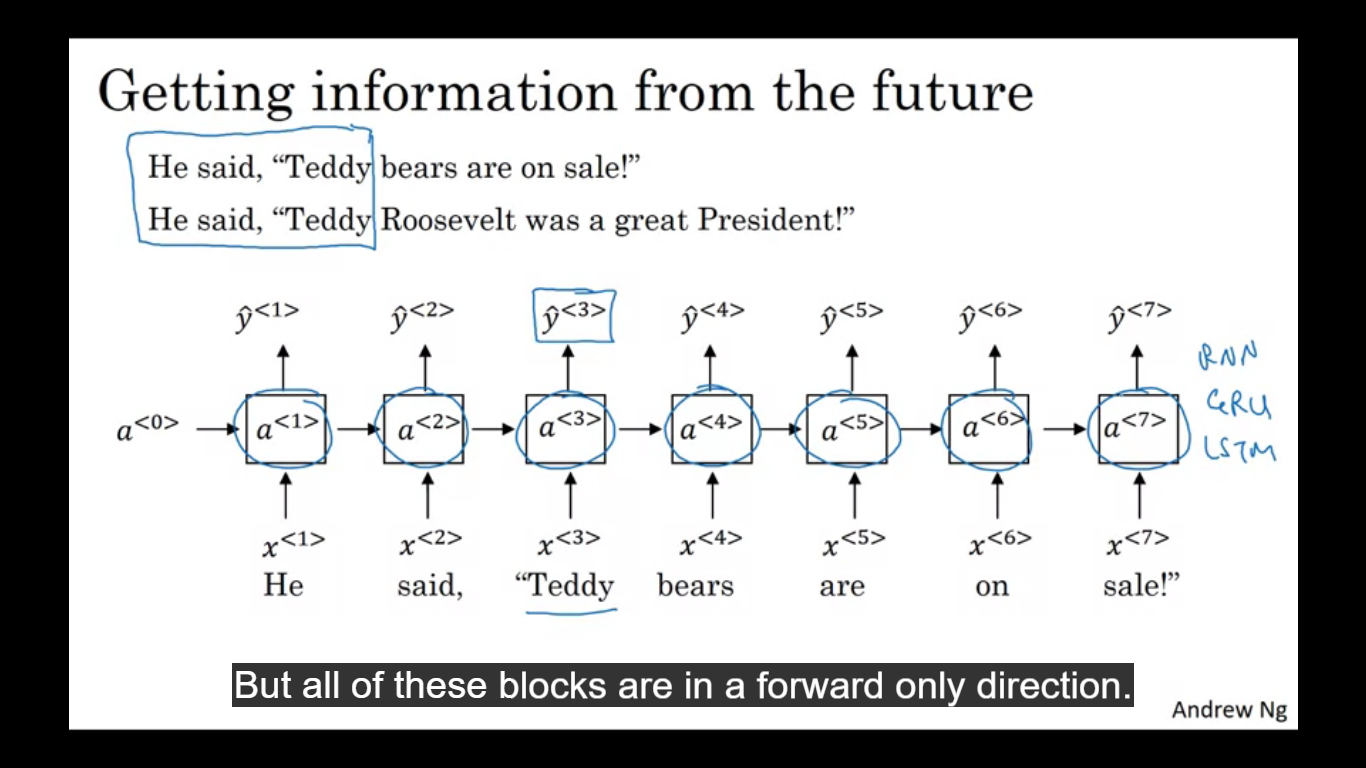 Getting information from the future
He said, “Teddy bears are on sale!”
He said, “Teddy Roosevelt was a great President!”
ŷ<1> ŷ<2> ŷ<3> ŷ<4> ŷ<5> ŷ<6> ŷ<7>
RNN
GRU
a<0> a<1> a<2> a<3> a<4> a<5> a<6> a<7>
LSTM
x<1> x<2> x<3> x<4> x<5> x<6> x<7>
He said, “Teddy bears are on sale!”
But all of these blocks are in a forward only direction.
Andrew Ng